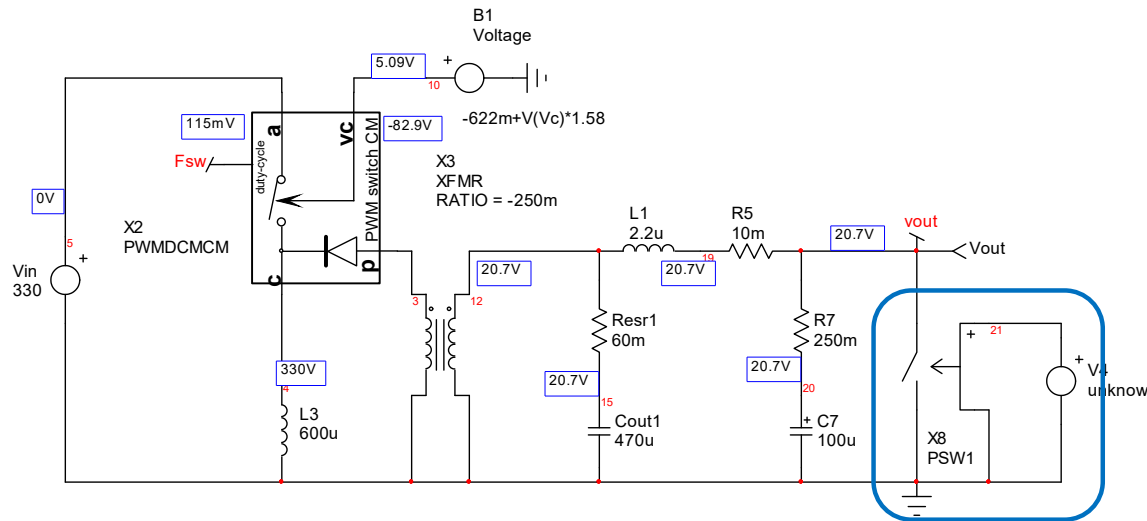 B1
Voltage
+
5.09V
10
-622m+V(Vc)*1.58
115mV
a
vc
-82.9V
duty-cycle
PWM switch CM
Fsw
X3
XFMR
RATIO = -250m
0V
5
+
Vin
330
X2
PWMDCMCM
c
p
L1
2.2u
R5
10m
vout
20.7V
Vout
20.7V
19
20.7V
3
12
Resr1
60m
R7
250m
+
21
+
V4
unknow
330V
4
20.7V
15
20.7V
20
L3
600u
Cout1
470u
+
C7
100u
X8
PSW1